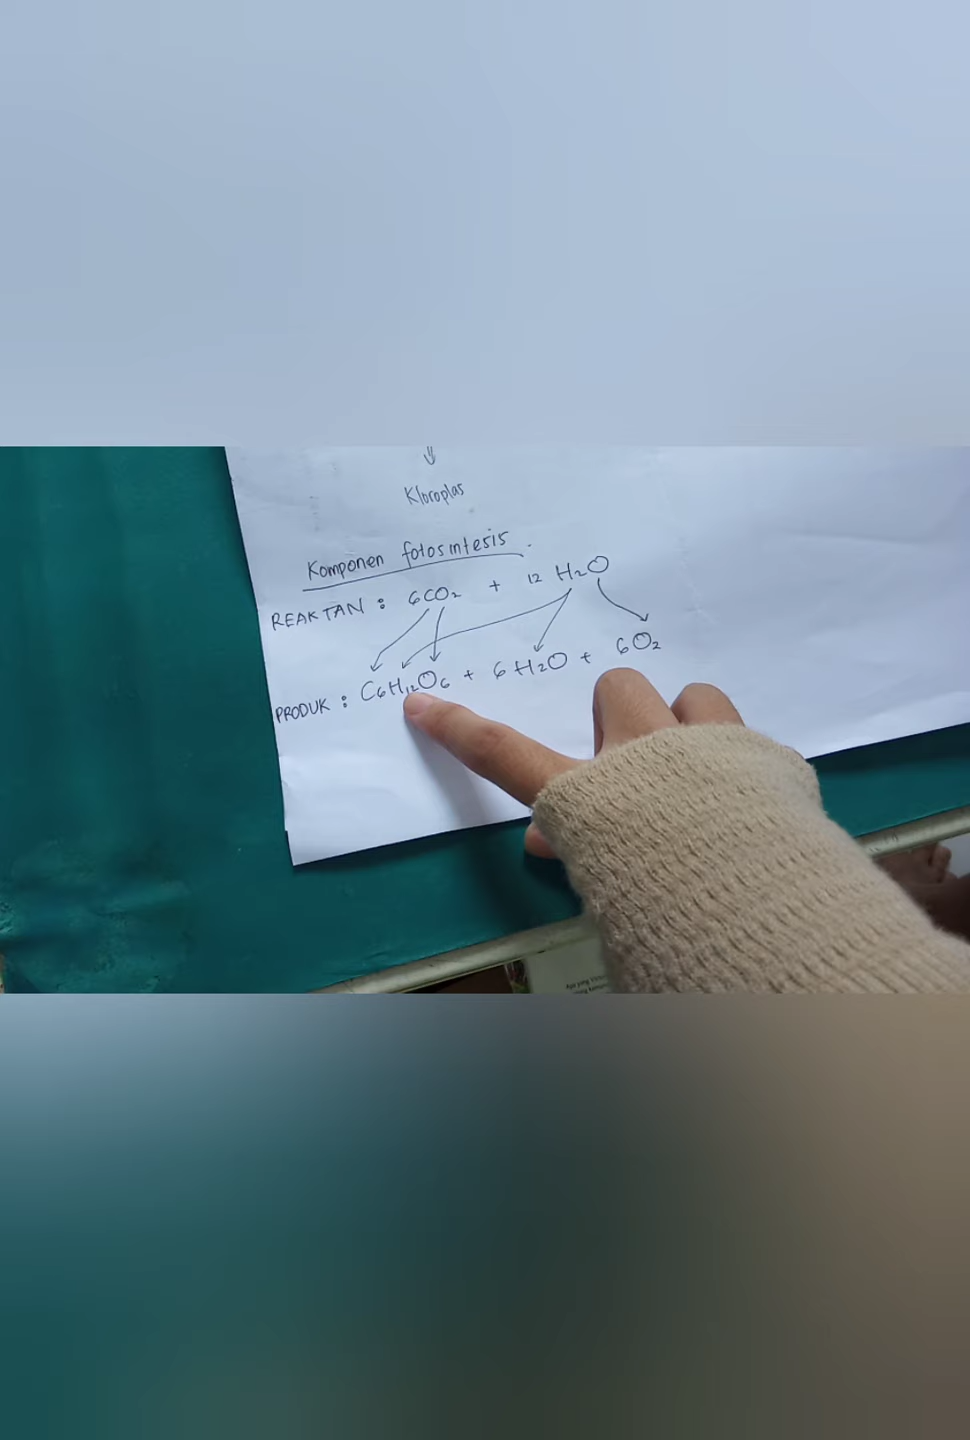 ⇓
Kloroplas
Komponen fotosintesis.
REAKTAN : 6CO₂ + 12 H₂O
PRODUK : C₆H₁₂O₆ + 6 H₂O + 6O₂